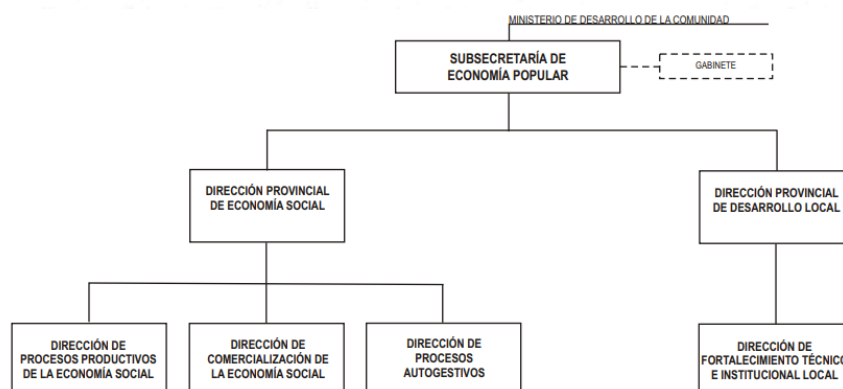 MINISTERIO DE DESARROLLO DE LA COMUNIDAD
SUBSECRETARÍA DE
ECONOMÍA POPULAR
GABINETE
DIRECCIÓN PROVINCIAL
DE ECONOMÍA SOCIAL
DIRECCIÓN PROVINCIAL
DE DESARROLLO LOCAL
DIRECCIÓN DE
PROCESOS PRODUCTIVOS
DE LA ECONOMÍA SOCIAL
DIRECCIÓN DE
COMERCIALIZACIÓN DE
LA ECONOMÍA SOCIAL
DIRECCIÓN DE
PROCESOS
AUTOGESTIVOS
DIRECCIÓN DE
FORTALECIMIENTO TÉCNICO
E INSTITUCIONAL LOCAL